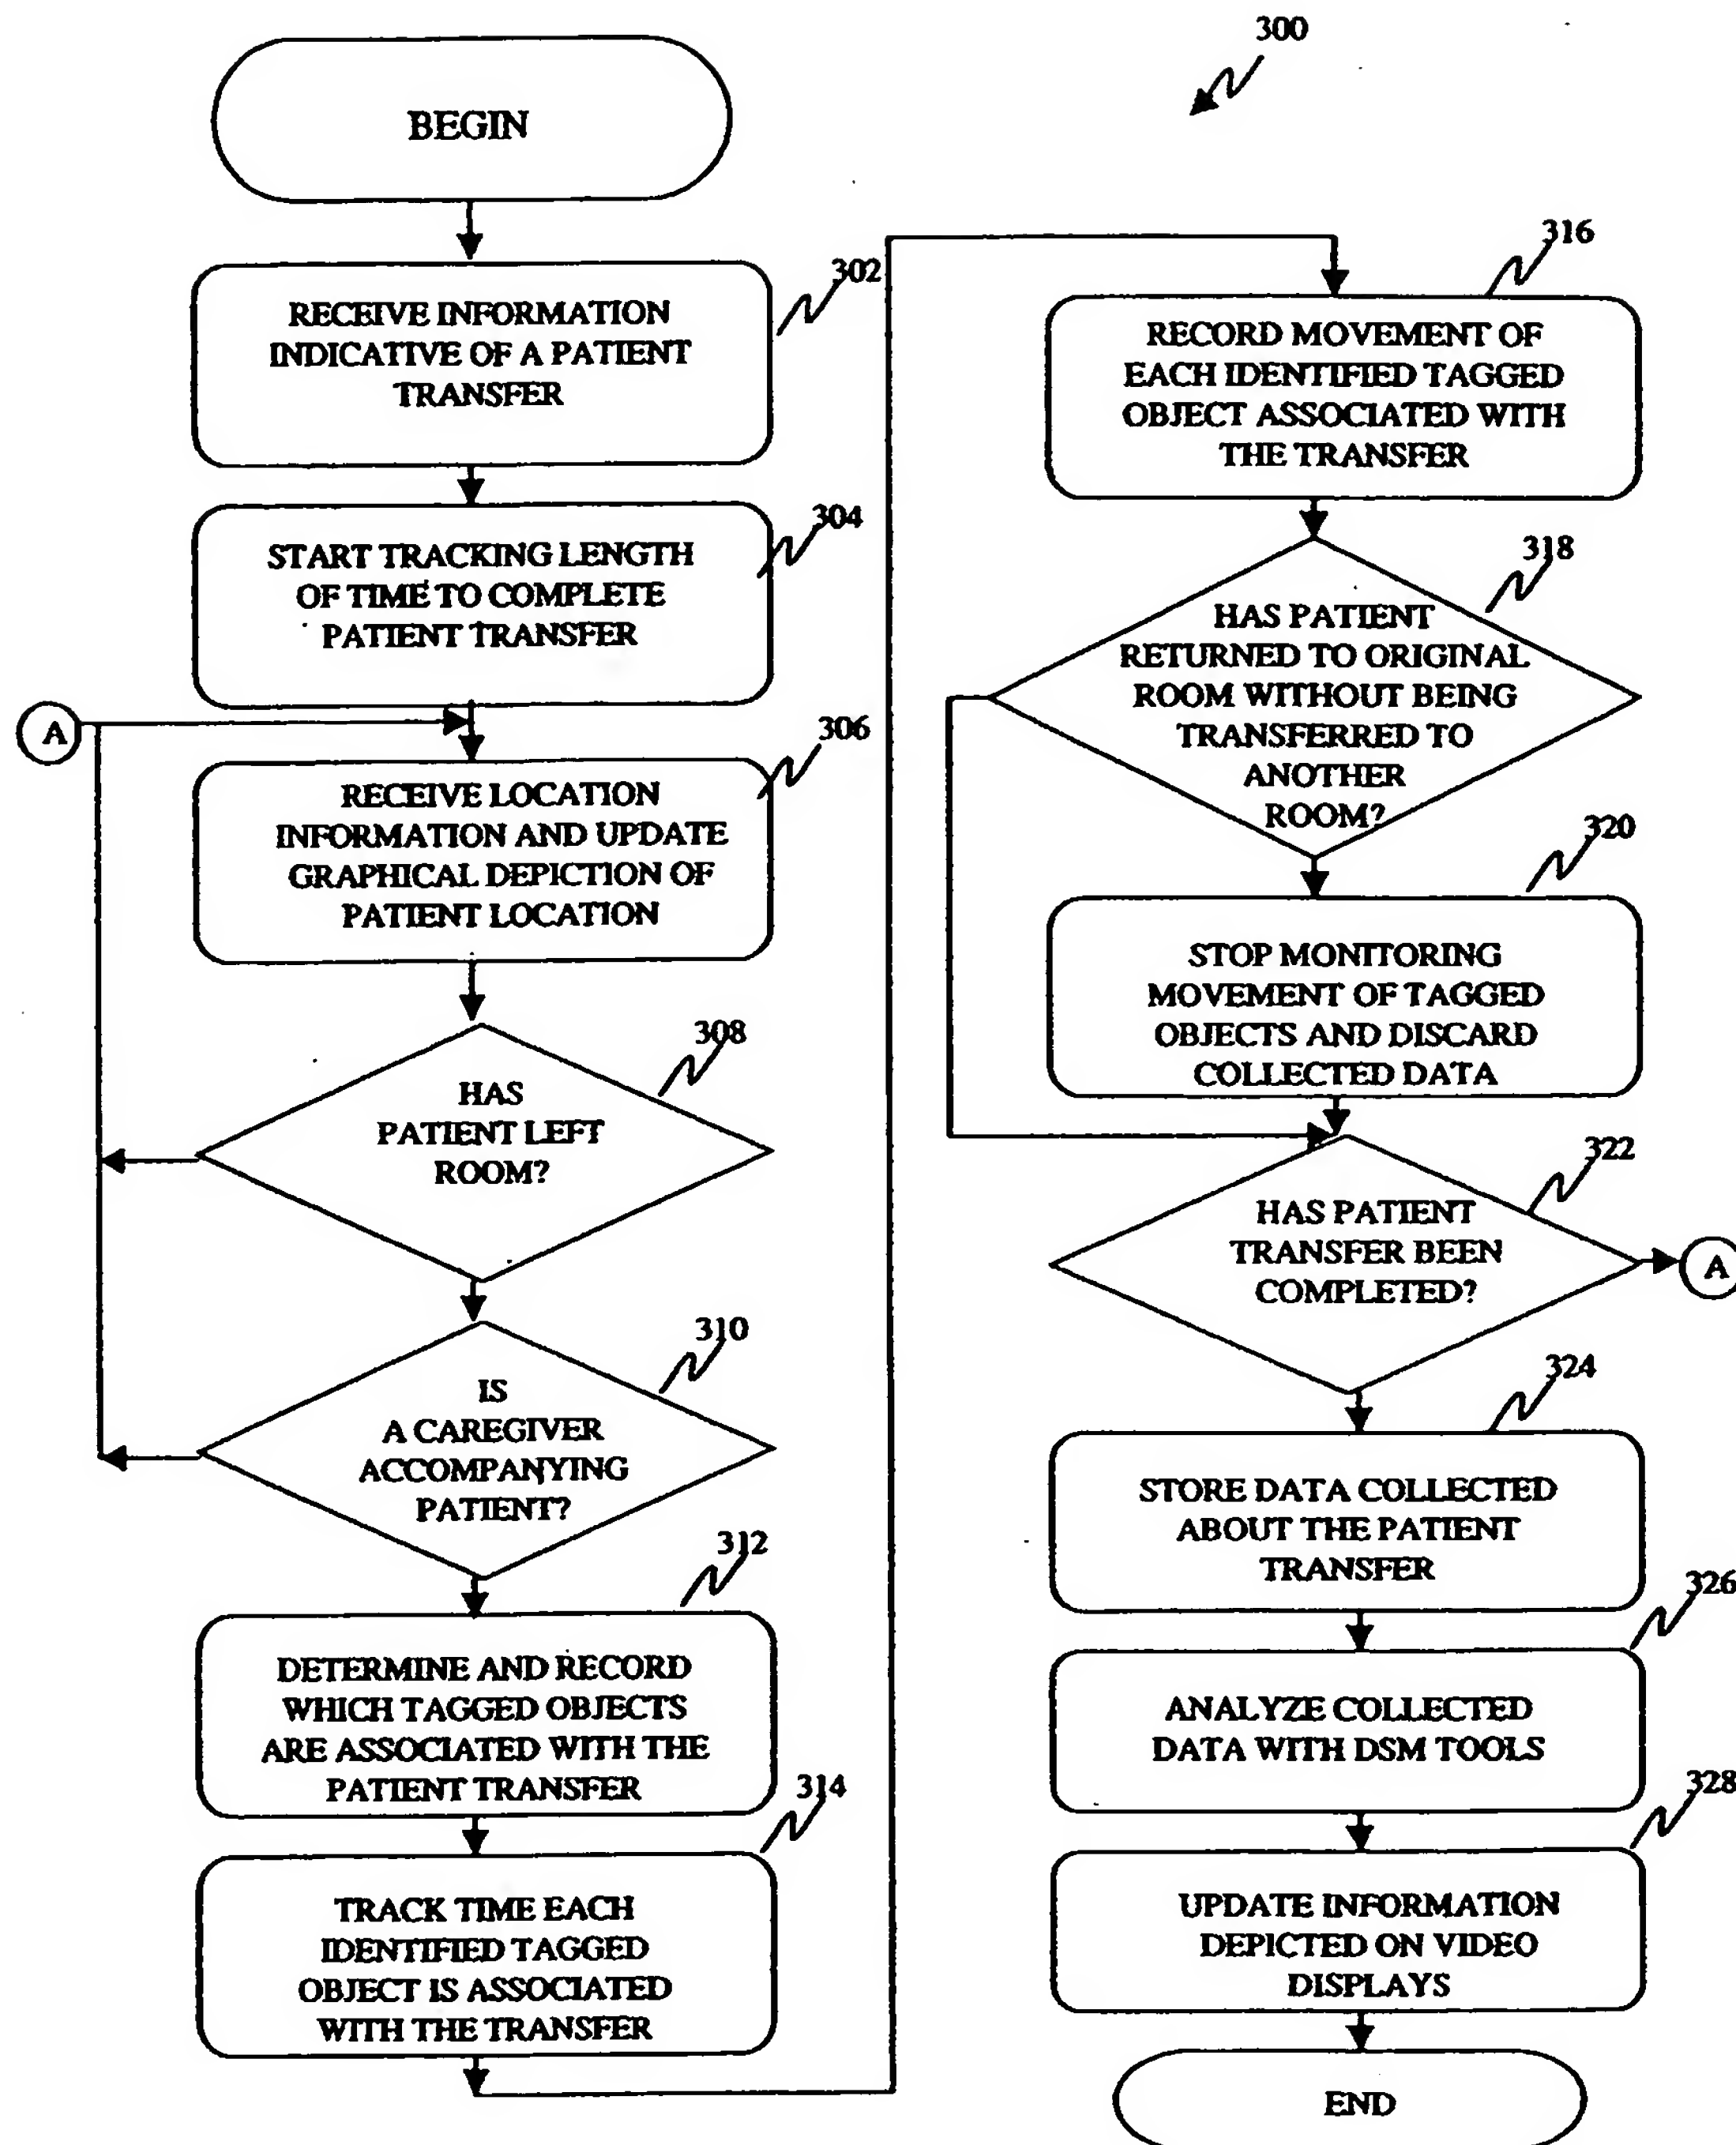 300
BEGIN
302
RECEIVE INFORMATION
INDICATIVE OF A PATIENT
TRANSFER
304
START TRACKING LENGTH
OF TIME TO COMPLETE
PATIENT TRANSFER
A
306
RECEIVE LOCATION
INFORMATION AND UPDATE
GRAPHICAL DEPICTION OF
PATIENT LOCATION
308
HAS
PATIENT LEFT
ROOM?
310
IS
A CAREGIVER
ACCOMPANYING
PATIENT?
312
DETERMINE AND RECORD
WHICH TAGGED OBJECTS
ARE ASSOCIATED WITH THE
PATIENT TRANSFER
314
TRACK TIME EACH
IDENTIFIED TAGGED
OBJECT IS ASSOCIATED
WITH THE TRANSFER
316
RECORD MOVEMENT OF
EACH IDENTIFIED TAGGED
OBJECT ASSOCIATED WITH
THE TRANSFER
318
HAS PATIENT
RETURNED TO ORIGINAL
ROOM WITHOUT BEING
TRANSFERRED TO
ANOTHER
ROOM?
320
STOP MONITORING
MOVEMENT OF TAGGED
OBJECTS AND DISCARD
COLLECTED DATA
322
HAS PATIENT
TRANSFER BEEN
COMPLETED?
A
324
STORE DATA COLLECTED
ABOUT THE PATIENT
TRANSFER
326
ANALYZE COLLECTED
DATA WITH DSM TOOLS
328
UPDATE INFORMATION
DEPICTED ON VIDEO
DISPLAYS
END